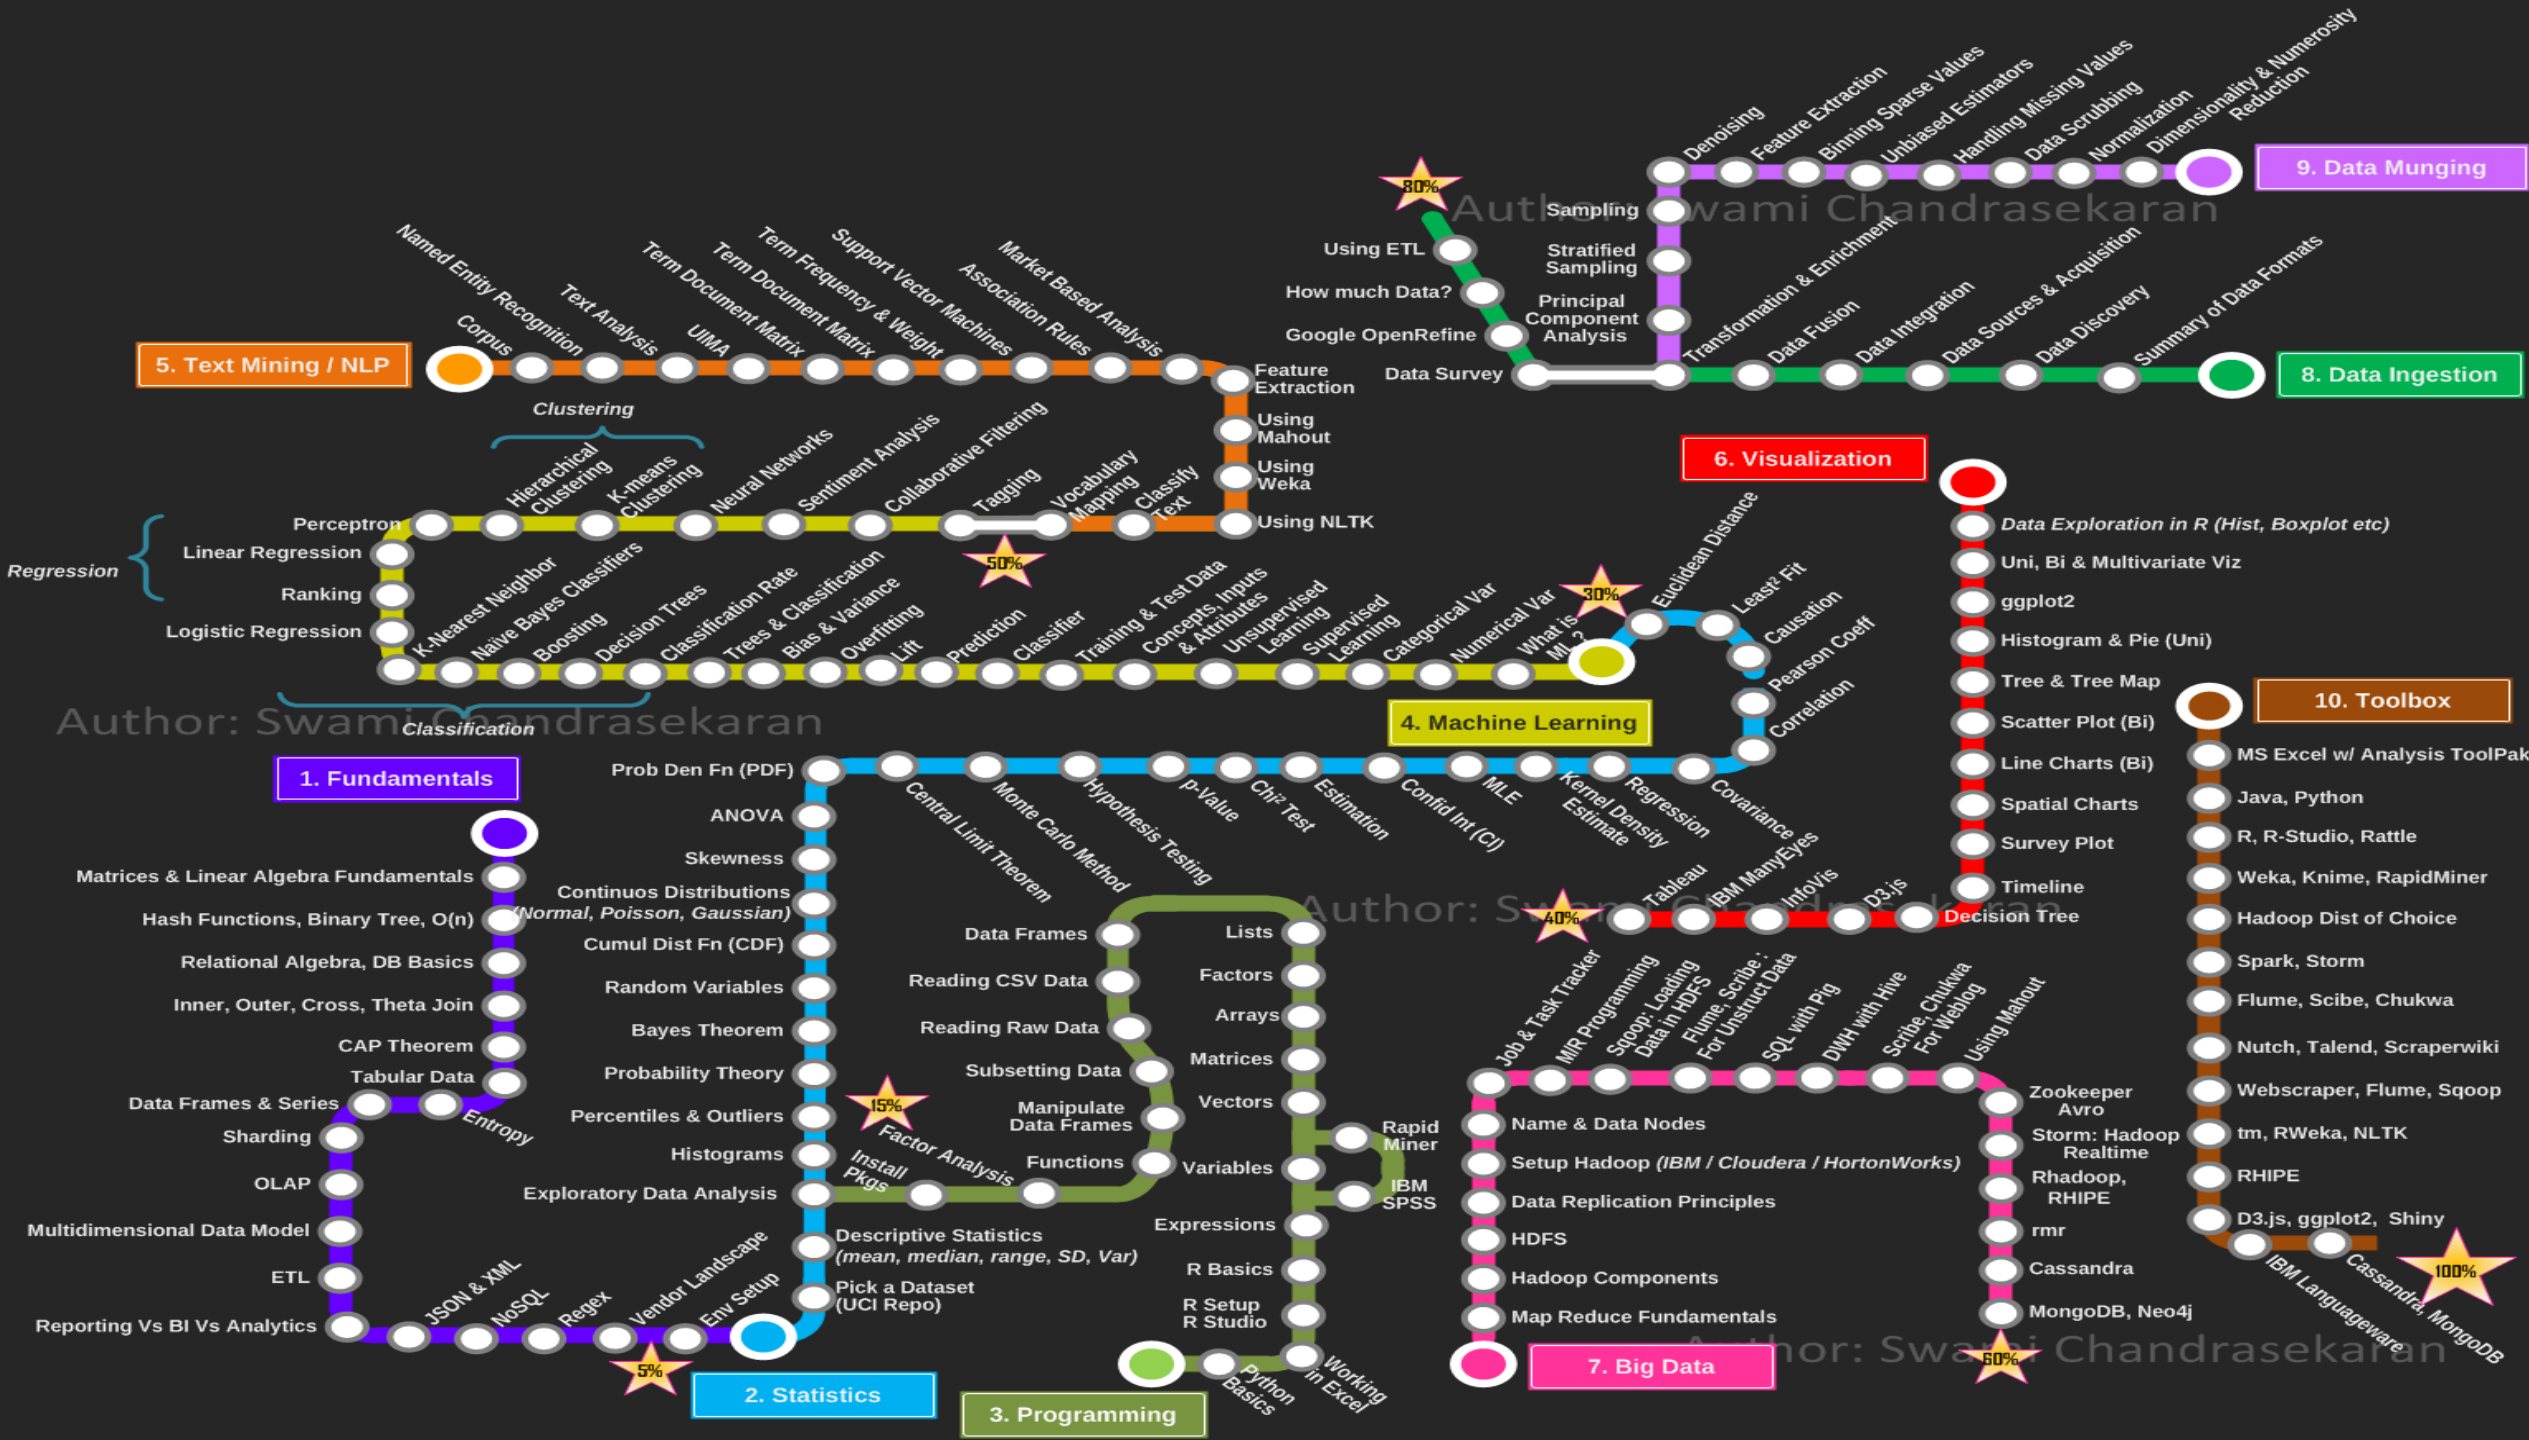 9. Data Munging
Dimensionality & Numerosity
Reduction
Normalization
Data Scrubbing
Handling Missing Values
Unbiased Estimators
Binning Sparse Values
Feature Extraction
Denoising
Sampling
Stratified
Sampling
Principal
Component
Analysis
Author: Swami Chandrasekaran
80%
Using ETL
How much Data?
Google OpenRefine
Data Survey
Transformation & Enrichment
Data Fusion
Data Integration
Data Sources & Acquisition
Data Discovery
Summary of Data Formats
8. Data Ingestion
5. Text Mining / NLP
Corpus
Named Entity Recognition
Text Analysis
UIMA
Term Document Matrix
Term Document Matrix
Term Frequency & Weight
Support Vector Machines
Association Rules
Market Based Analysis
Feature
Extraction
Using
Mahout
Using
Weka
Using NLTK
Classify
Text
Vocabulary
Mapping
50%
Tagging
Collaborative Filtering
Sentiment Analysis
Neural Networks
Clustering
K-means
Clustering
Hierarchical
Clustering
Perceptron
Linear Regression
Regression
Ranking
Logistic Regression
K-Nearest Neighbor
Naïve Bayes Classifiers
Boosting
Decision Trees
Classification Rate
Trees & Classification
Bias & Variance
Overfitting
Lift
Prediction
Classifier
Training & Test Data
Concepts, Inputs
& Attributes
Unsupervised
Learning
Supervised
Learning
Categorical Var
Numerical Var
What is
ML?
30%
Classification
Author: Swami Chandrasekaran
4. Machine Learning
Euclidean Distance
Least² Fit
Causation
Pearson Coeff
Correlation
Covariance
Regression
Kernel Density
Estimate
MLE
Confid Int (CI)
Estimation
Chi² Test
p-Value
Hypothesis Testing
Monte Carlo Method
Central Limit Theorem
Prob Den Fn (PDF)
ANOVA
Skewness
Continuos Distributions
(Normal, Poisson, Gaussian)
Cumul Dist Fn (CDF)
Random Variables
Bayes Theorem
Probability Theory
Percentiles & Outliers
Histograms
Exploratory Data Analysis
Descriptive Statistics
(mean, median, range, SD, Var)
Pick a Dataset
(UCI Repo)
2. Statistics
1. Fundamentals
Matrices & Linear Algebra Fundamentals
Hash Functions, Binary Tree, O(n)
Relational Algebra, DB Basics
Inner, Outer, Cross, Theta Join
CAP Theorem
Tabular Data
Entropy
Data Frames & Series
Sharding
OLAP
Multidimensional Data Model
ETL
Reporting Vs BI Vs Analytics
JSON & XML
NoSQL
Regex
Vendor Landscape
Env Setup
5%
15%
Install
Pkgs
Factor Analysis
Functions
Manipulate
Data Frames
Subsetting Data
Reading Raw Data
Reading CSV Data
Data Frames
Lists
Factors
Arrays
Matrices
Vectors
Variables
Rapid
Miner
IBM
SPSS
Expressions
R Basics
R Setup
R Studio
Working
in Excel
Python
Basics
3. Programming
6. Visualization
Data Exploration in R (Hist, Boxplot etc)
Uni, Bi & Multivariate Viz
ggplot2
Histogram & Pie (Uni)
Tree & Tree Map
Scatter Plot (Bi)
Line Charts (Bi)
Spatial Charts
Survey Plot
Timeline
Decision Tree
D3.js
InfoVis
IBM ManyEyes
Tableau
40%
Author: Swami Chandrasekaran
Job & Task Tracker
M/R Programming
Sqoop: Loading
Data in HDFS
Flume, Scribe :
For Unstruct Data
SQL with Pig
DWH with Hive
Scribe, Chukwa
For Weblog
Using Mahout
Zookeeper
Avro
Storm: Hadoop
Realtime
Rhadoop,
RHIPE
rmr
Cassandra
MongoDB, Neo4j
60%
Name & Data Nodes
Setup Hadoop (IBM / Cloudera / HortonWorks)
Data Replication Principles
HDFS
Hadoop Components
Map Reduce Fundamentals
7. Big Data
Author: Swami Chandrasekaran
10. Toolbox
MS Excel w/ Analysis ToolPak
Java, Python
R, R-Studio, Rattle
Weka, Knime, RapidMiner
Hadoop Dist of Choice
Spark, Storm
Flume, Scibe, Chukwa
Nutch, Talend, Scraperwiki
Webscraper, Flume, Sqoop
tm, RWeka, NLTK
RHIPE
D3.js, ggplot2, Shiny
IBM Languageware
Cassandra, MongoDB
100%